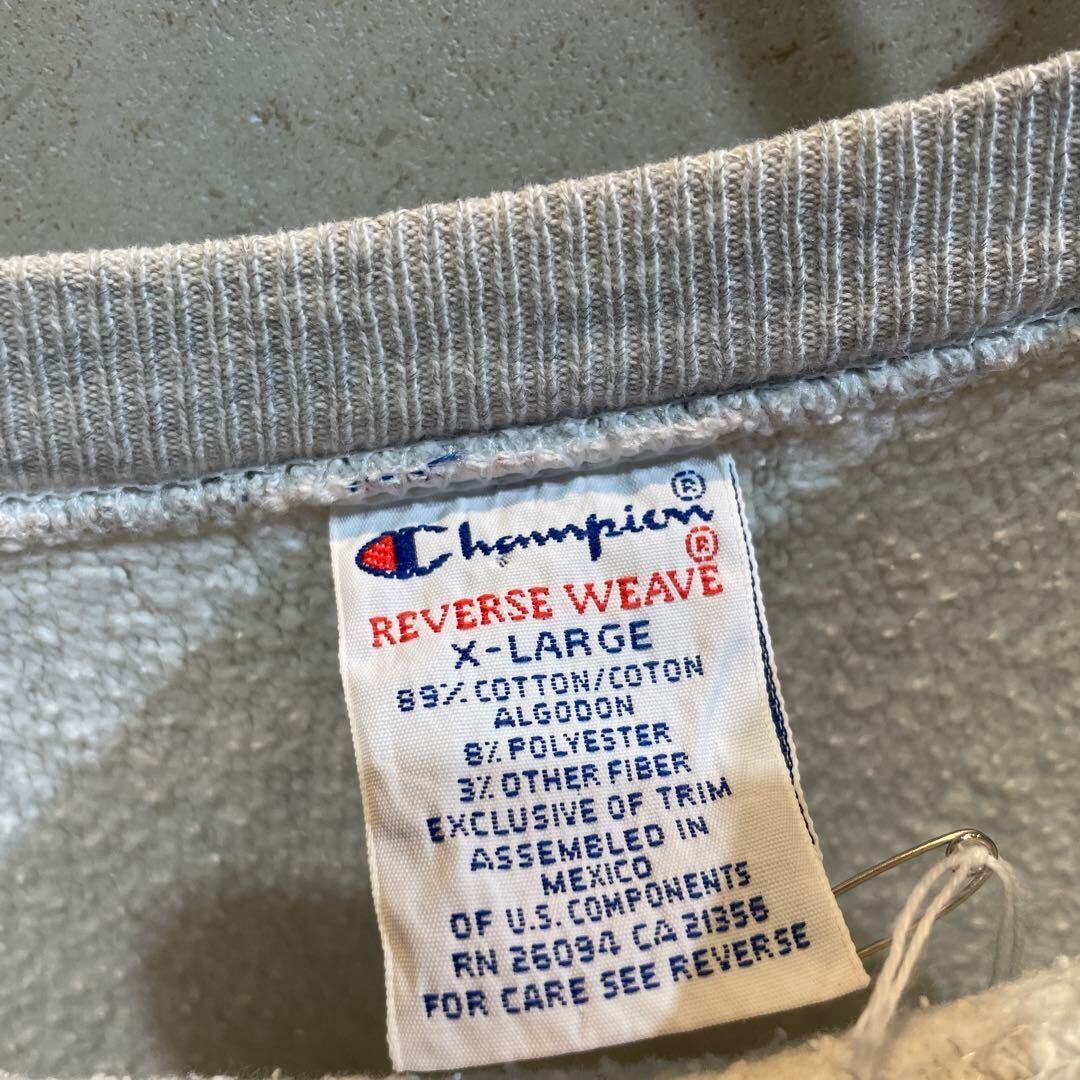 Champion®
REVERSE WEAVE®
X-LARGE
89% COTTON/COTON
ALGODON
8% POLYESTER
3% OTHER FIBER
EXCLUSIVE OF TRIM
ASSEMBLED IN
MEXICO
OF U.S. COMPONENTS
RN 26094 CA 21356
FOR CARE SEE REVERSE